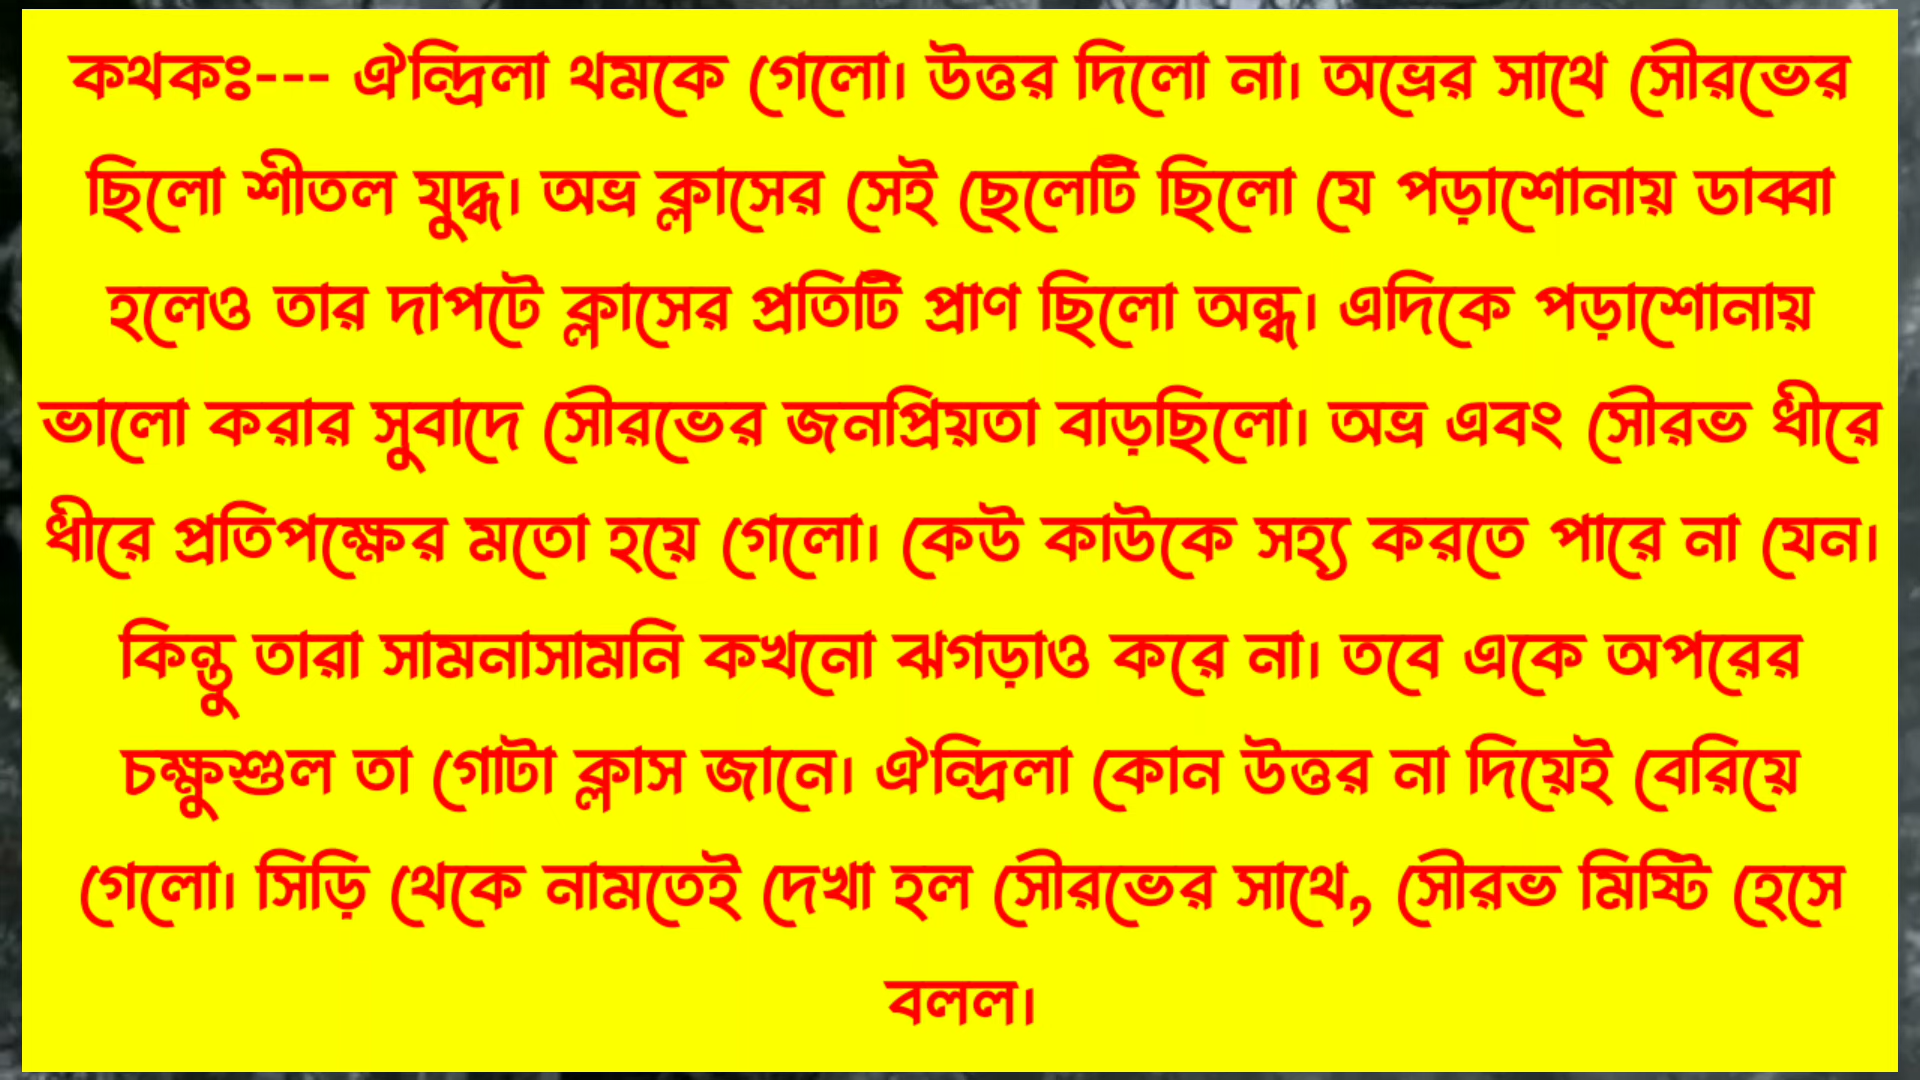 কথকঃ--- ঐন্দ্রিলা থমকে গেলো। উত্তর দিলো না। অভ্রের সাথে সৌরভের
ছিলো শীতল যুদ্ধ। অভ্র ক্লাসের সেই ছেলেটি ছিলো যে পড়াশোনায় ডাব্বা
হলেও তার দাপটে ক্লাসের প্রতিটি প্রাণ ছিলো অন্ধ। এদিকে পড়াশোনায়
ভালো করার সুবাদে সৌরভের জনপ্রিয়তা বাড়ছিলো। অভ্র এবং সৌরভ ধীরে
ধীরে প্রতিপক্ষের মতো হয়ে গেলো। কেউ কাউকে সহ্য করতে পারে না যেন।
কিন্তু তারা সামনাসামনি কখনো ঝগড়াও করে না। তবে একে অপরের
চক্ষুশুল তা গোটা ক্লাস জানে। ঐন্দ্রিলা কোন উত্তর না দিয়েই বেরিয়ে
গেলো। সিড়ি থেকে নামতেই দেখা হল সৌরভের সাথে, সৌরভ মিষ্টি হেসে
বলল।